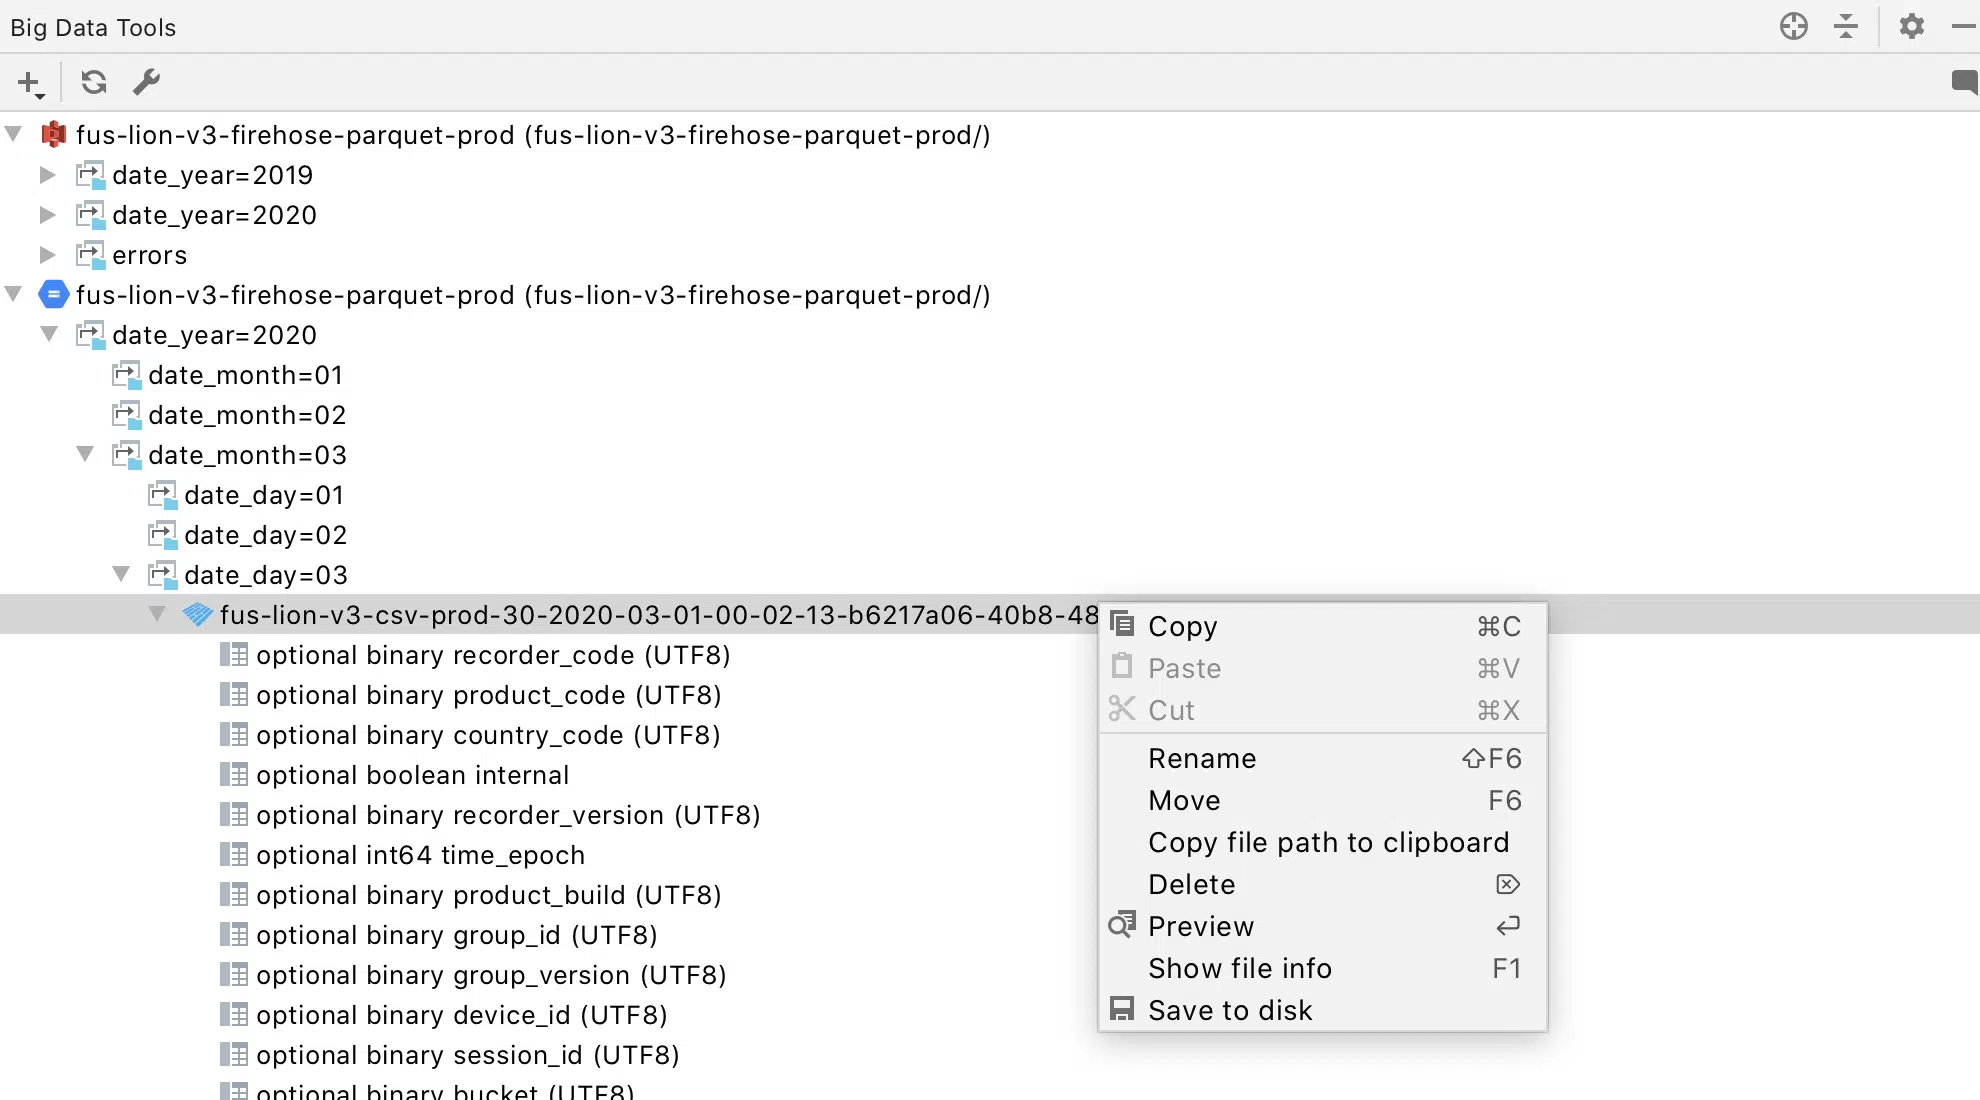 Big Data Tools
fus-lion-v3-firehose-parquet-prod (fus-lion-v3-firehose-parquet-prod/)
date_year=2019
date_year=2020
errors
fus-lion-v3-firehose-parquet-prod (fus-lion-v3-firehose-parquet-prod/)
date_year=2020
date_month=01
date_month=02
date_month=03
date_day=01
date_day=02
date_day=03
fus-lion-v3-csv-prod-30-2020-03-01-00-02-13-b6217a06-40b8-48
optional binary recorder_code (UTF8)
optional binary product_code (UTF8)
optional binary country_code (UTF8)
optional boolean internal
optional binary recorder_version (UTF8)
optional int64 time_epoch
optional binary product_build (UTF8)
optional binary group_id (UTF8)
optional binary group_version (UTF8)
optional binary device_id (UTF8)
optional binary session_id (UTF8)
optional binary bucket (UTF8)
Copy ⌘C
Paste ⌘V
Cut ⌘X
Rename ⇧F6
Move F6
Copy file path to clipboard
Delete ⌦
Preview ↩
Show file info F1
Save to disk